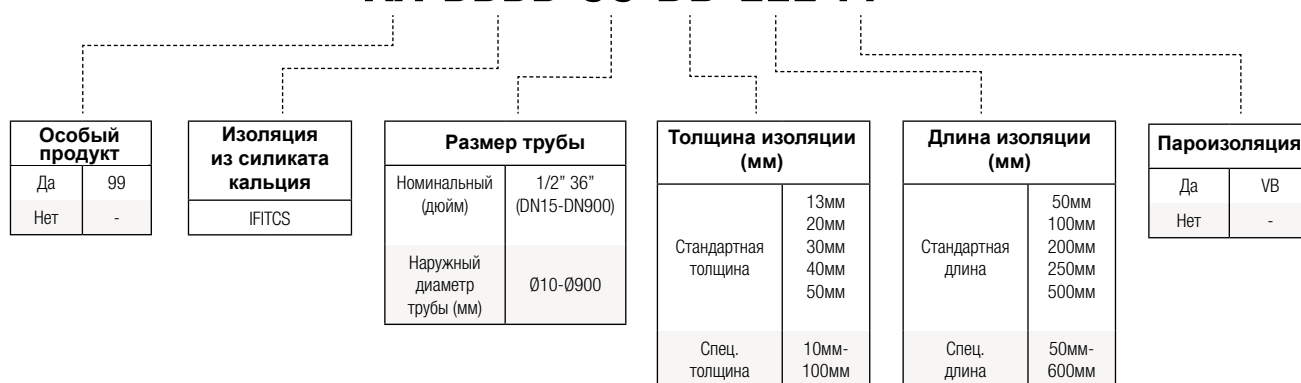 Особый
продукт
Да 99
Нет -
Изоляция
из силиката
кальция
IFITCS
Размер трубы
Номинальный
(дюйм)
1/2” 36”
(DN15-DN900)
Наружный
диаметр
трубы (мм)
Ø10-Ø900
Толщина изоляции
(мм)
Стандартная
толщина
13мм
20мм
30мм
40мм
50мм
Спец.
толщина
10мм-
100мм
Длина изоляции
(мм)
Стандартная
длина
50мм
100мм
200мм
250мм
500мм
Спец.
длина
50мм-
600мм
Пароизоляция
Да VB
Нет -